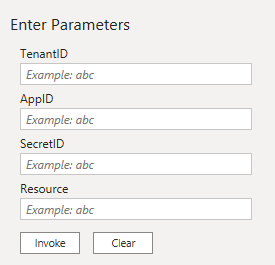 Enter Parameters
TenantID
Example: abc
AppID
Example: abc
SecretID
Example: abc
Resource
Example: abc
Invoke Clear